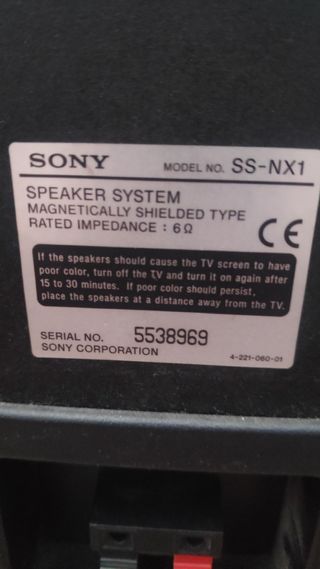 SONY MODEL NO. SS-NX1
SPEAKER SYSTEM
MAGNETICALLY SHIELDED TYPE
RATED IMPEDANCE : 6Ω
CE
If the speakers should cause the TV screen to have
poor color, turn off the TV and turn it on again after
15 to 30 minutes. If poor color should persist,
place the speakers at a distance away from the TV.
SERIAL NO. 5538969
SONY CORPORATION 4-221-060-01